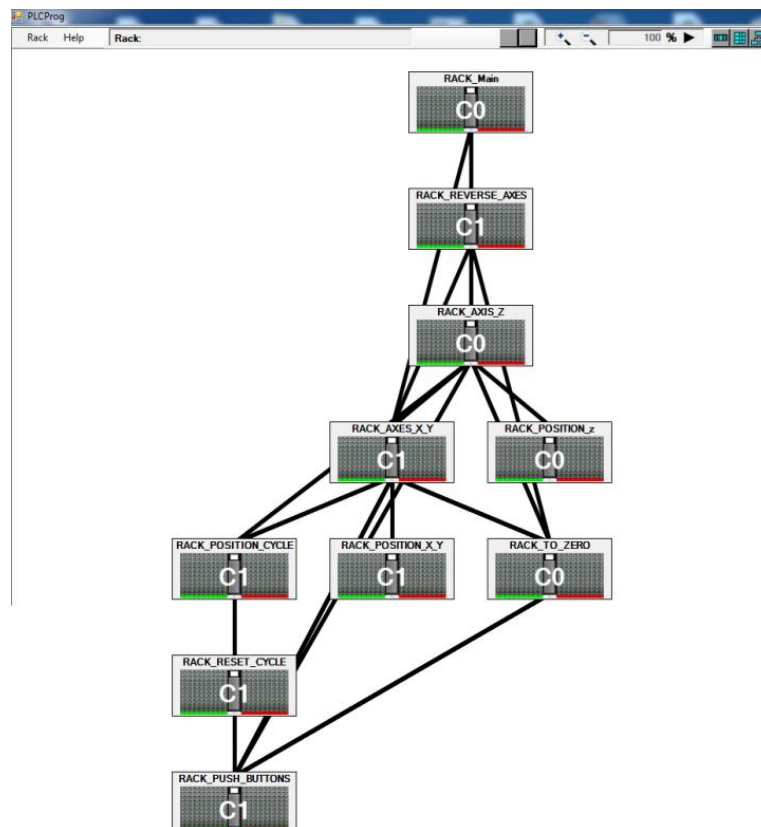 PLCProg
Rack Help Rack: 100 %
RACK_Main
C0
RACK_REVERSE_AXES
C1
RACK_AXIS_Z
C0
RACK_AXES_X_Y RACK_POSITION_z
C1 C0
RACK_POSITION_CYCLE RACK_POSITION_X_Y RACK_TO_ZERO
C1 C1 C0
RACK_RESET_CYCLE
C1
RACK_PUSH_BUTTONS
C1